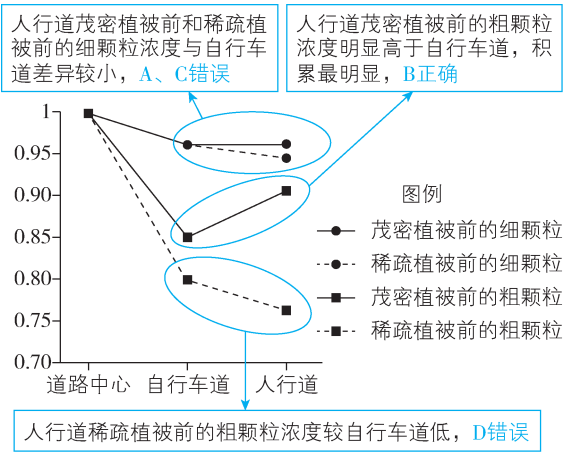 人行道茂密植被前和稀疏植
被前的细颗粒浓度与自行车
道差异较小，A、C错误
人行道茂密植被前的粗颗粒
浓度明显高于自行车道，积
累最明显，B正确
1
0.95
0.90
0.85
0.80
0.75
0.70
道路中心
自行车道
人行道
图例
茂密植被前的细颗粒
稀疏植被前的细颗粒
茂密植被前的粗颗粒
稀疏植被前的粗颗粒
人行道稀疏植被前的粗颗粒浓度较自行车道低，D错误